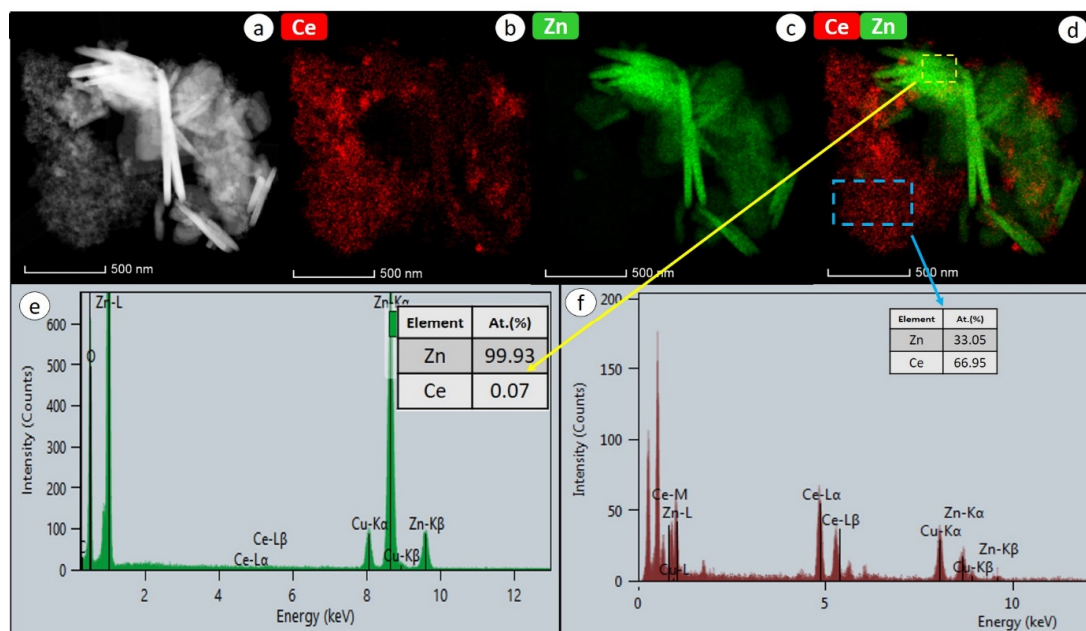 a
Ce
b
Zn
c
Ce Zn
d
500 nm
500 nm
500 nm
500 nm
e
600
500
400
300
200
100
0
Intensity (Counts)
O
Zn-L
Zn-Kα
Element At.(%)
Zn 99.93
Ce 0.07
C
Ce-Lβ
Ce-Lα
Cu-Kα
Cu-Kβ
Zn-Kβ
2 4 6 8 10 12
Energy (keV)
f
200
150
100
50
0
Intensity (Counts)
Element At.(%)
Zn 33.05
Ce 66.95
Ce-M
Zn-L
Cu-L
Ce-Lα
Ce-Lβ
Zn-Kα
Cu-Kα
Zn-Kβ
Cu-Kβ
0 5 10
Energy (keV)